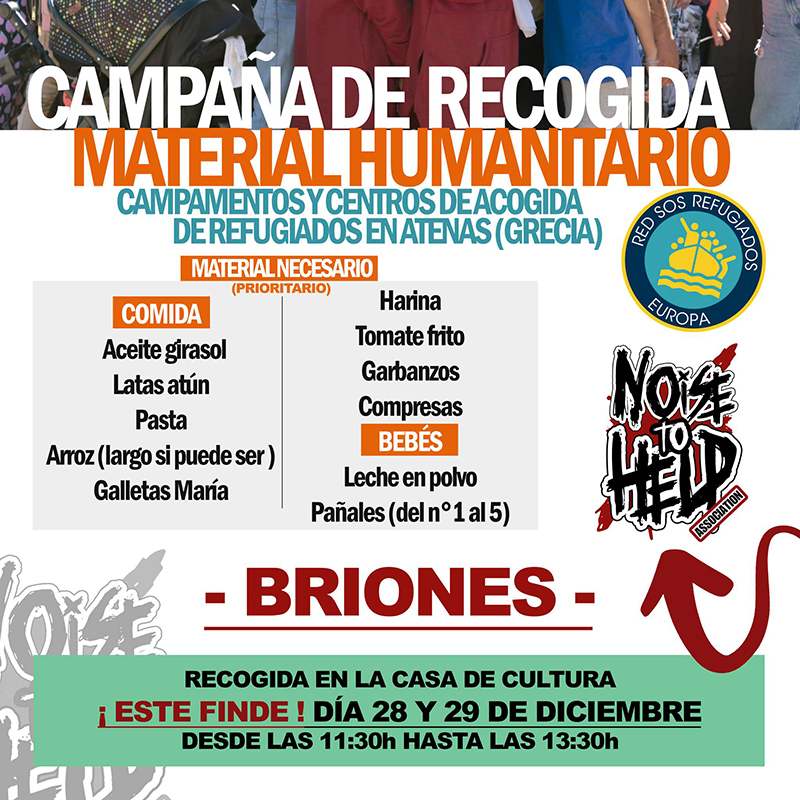 CAMPAÑA DE RECOGIDA
MATERIAL HUMANITARIO
CAMPAMENTOS Y CENTROS DE ACOGIDA
DE REFUGIADOS EN ATENAS (GRECIA)
RED SOS REFUGIADOS
EUROPA
MATERIAL NECESARIO
(PRIORITARIO)
COMIDA
Aceite girasol
Latas atún
Pasta
Arroz (largo si puede ser )
Galletas María
Harina
Tomate frito
Garbanzos
Compresas
BEBÉS
Leche en polvo
Pañales (del n° 1 al 5)
NOiSE
TO
HELP
ASSOCIATION
- BRIONES -
NOiSE
HELP
RECOGIDA EN LA CASA DE CULTURA
¡ ESTE FINDE ! DÍA 28 Y 29 DE DICIEMBRE
DESDE LAS 11:30h HASTA LAS 13:30h